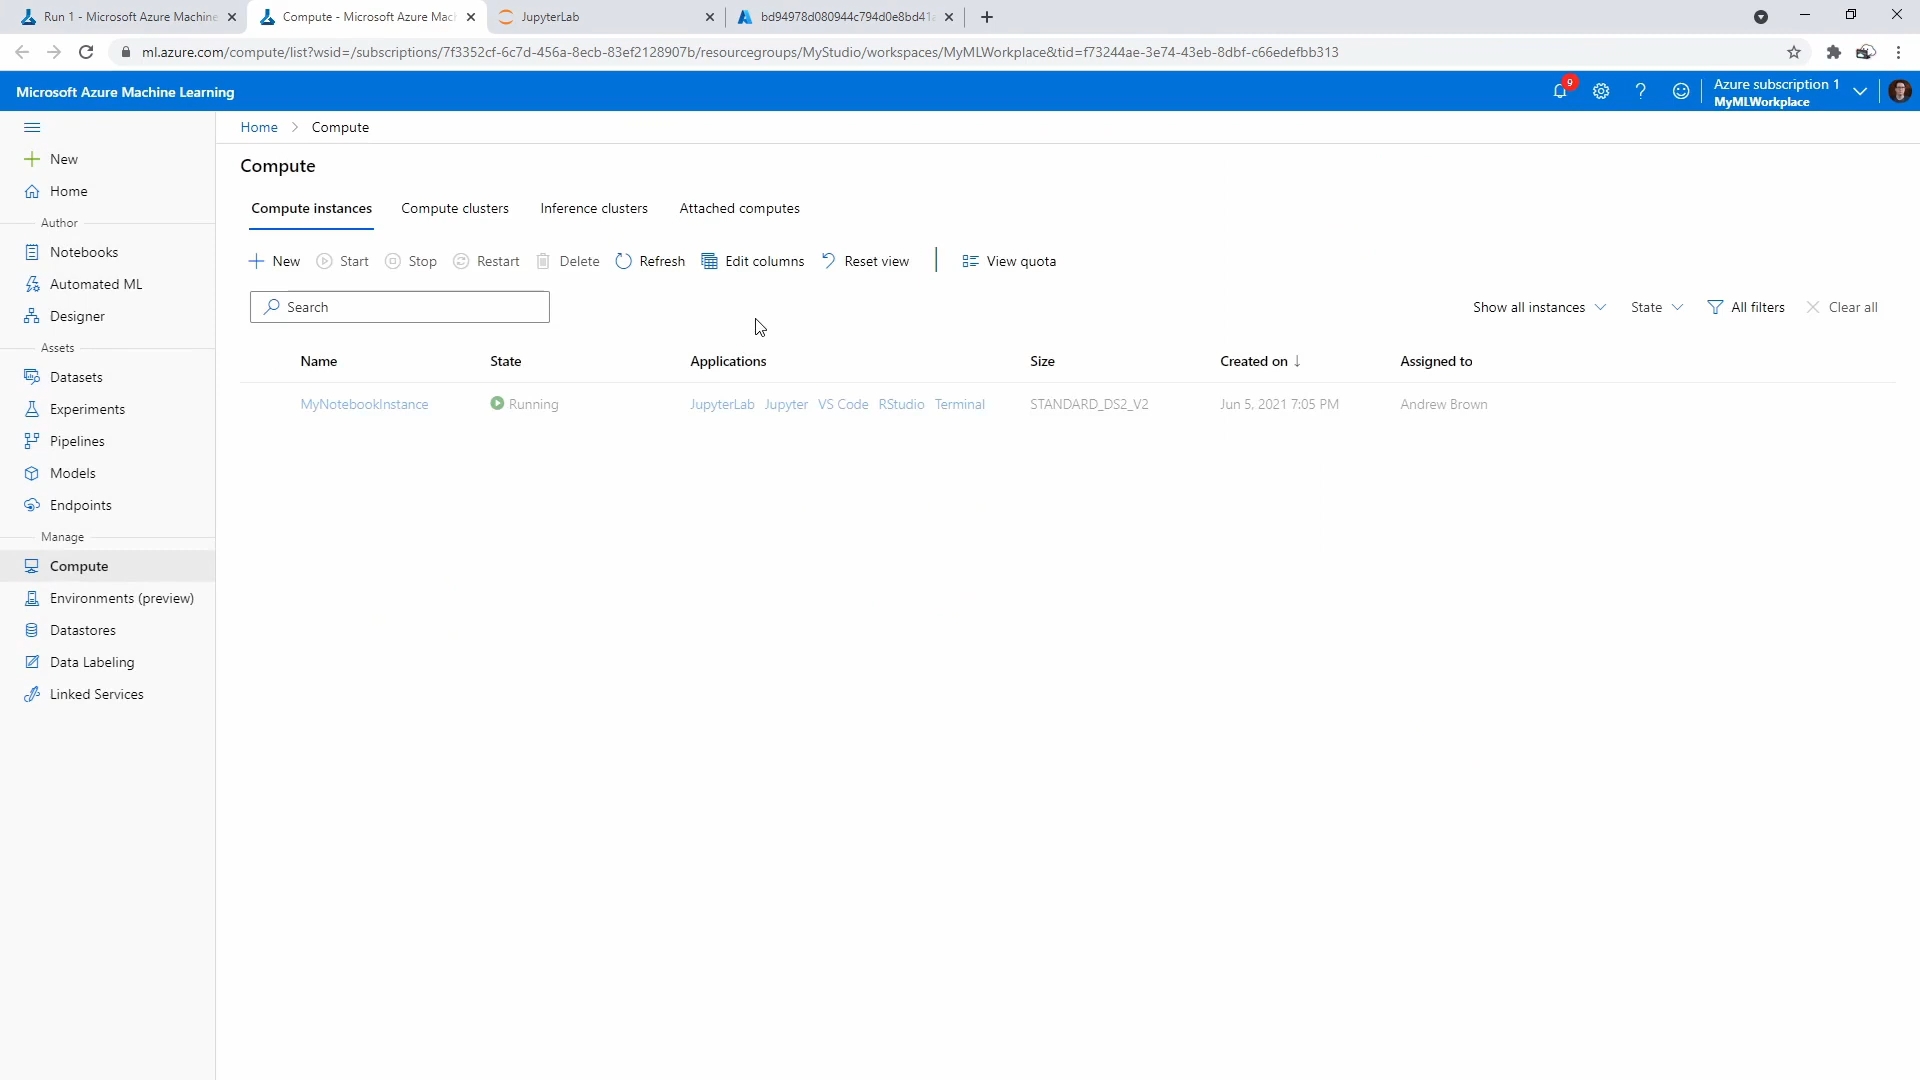 Run 1 - Microsoft Azure Machine
Compute - Microsoft Azure Mac
JupyterLab
bd94978d080944c794d0e8bd41
ml.azure.com/compute/list?wsid=/subscriptions/7f3352cf-6c7d-456a-8ecb-83ef2128907b/resourcegroups/MyStudio/workspaces/MyMLWorkplace&tid=f73244ae-3e74-43eb-8dbf-c66edefbb313
Microsoft Azure Machine Learning
9
?
Azure subscription 1
MyMLWorkplace
Home > Compute
New
Home
Author
Notebooks
Automated ML
Designer
Assets
Datasets
Experiments
Pipelines
Models
Endpoints
Manage
Compute
Environments (preview)
Datastores
Data Labeling
Linked Services
Compute
Compute instances Compute clusters Inference clusters Attached computes
New Start Stop Restart Delete Refresh Edit columns Reset view View quota
Search
Show all instances State All filters Clear all
Name State Applications Size Created on ↓ Assigned to
MyNotebookInstance Running JupyterLab Jupyter VS Code RStudio Terminal STANDARD_DS2_V2 Jun 5, 2021 7:05 PM Andrew Brown